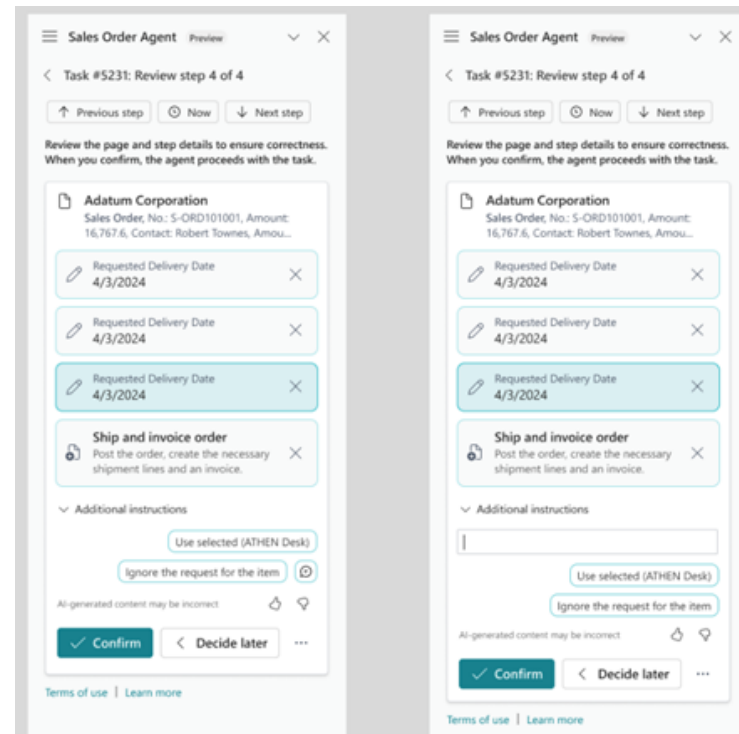 Sales Order Agent Preview
Task #5231: Review step 4 of 4
Previous step Now Next step
Review the page and step details to ensure correctness.
When you confirm, the agent proceeds with the task.
Adatum Corporation
Sales Order, No.: S-ORD101001, Amount:
16,767.6, Contact: Robert Townes, Amou...
Requested Delivery Date
4/3/2024
Requested Delivery Date
4/3/2024
Requested Delivery Date
4/3/2024
Ship and invoice order
Post the order, create the necessary
shipment lines and an invoice.
Additional instructions
Use selected (ATHEN Desk)
Ignore the request for the item
AI-generated content may be incorrect
Confirm Decide later ...
Terms of use | Learn more
Sales Order Agent Preview
Task #5231: Review step 4 of 4
Previous step Now Next step
Review the page and step details to ensure correctness.
When you confirm, the agent proceeds with the task.
Adatum Corporation
Sales Order, No.: S-ORD101001, Amount:
16,767.6, Contact: Robert Townes, Amou...
Requested Delivery Date
4/3/2024
Requested Delivery Date
4/3/2024
Requested Delivery Date
4/3/2024
Ship and invoice order
Post the order, create the necessary
shipment lines and an invoice.
Additional instructions
Use selected (ATHEN Desk)
Ignore the request for the item
AI-generated content may be incorrect
Confirm Decide later ...
Terms of use | Learn more